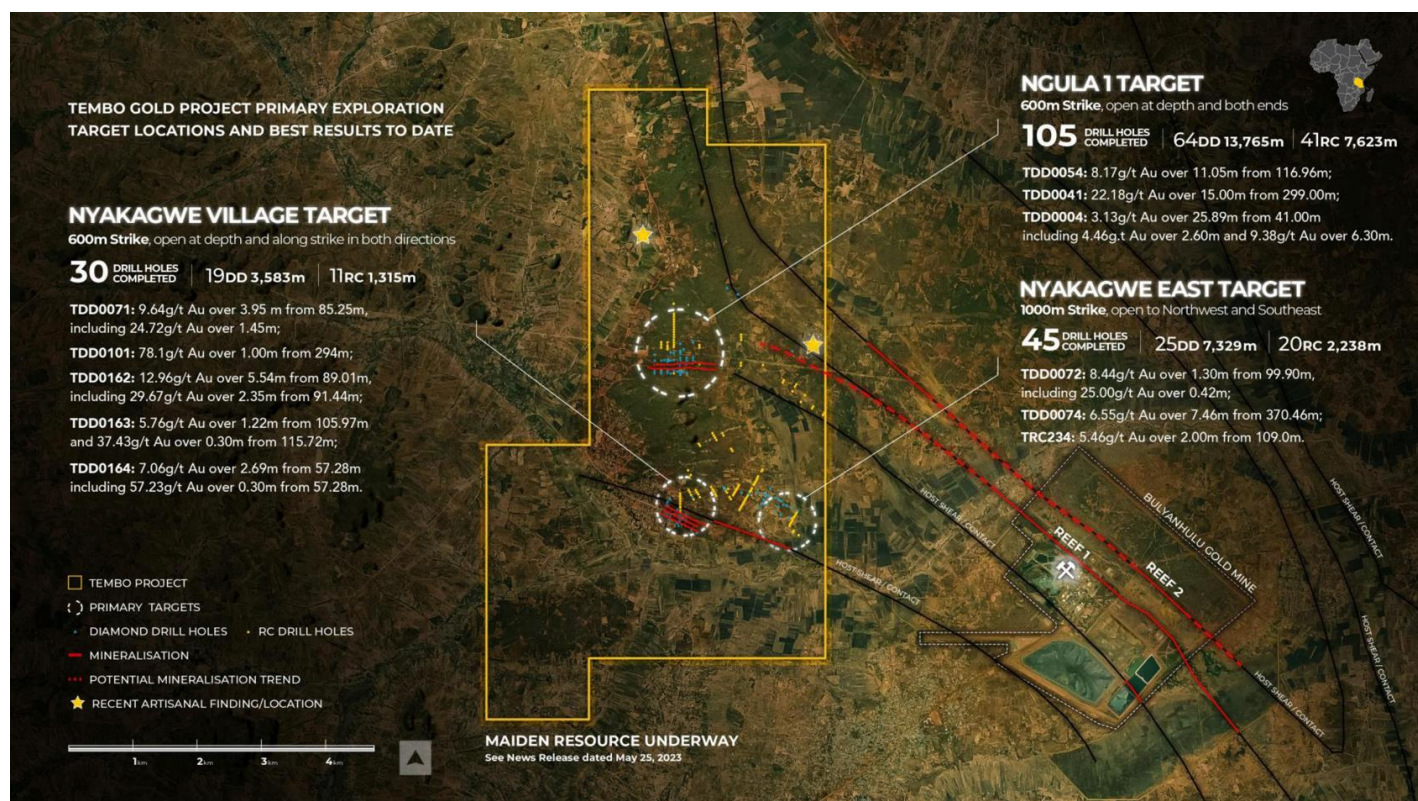 TEMBO GOLD PROJECT PRIMARY EXPLORATION
TARGET LOCATIONS AND BEST RESULTS TO DATE
NYAKAGWE VILLAGE TARGET
600m Strike, open at depth and along strike in both directions
30 DRILL HOLES COMPLETED | 19DD 3,583m | 11RC 1,315m
TDD0071: 9.64g/t Au over 3.95 m from 85.25m,
including 24.72g/t Au over 1.45m;
TDD0101: 78.1g/t Au over 1.00m from 294m;
TDD0162: 12.96g/t Au over 5.54m from 89.01m,
including 29.67g/t Au over 2.35m from 91.44m;
TDD0163: 5.76g/t Au over 1.22m from 105.97m
and 37.43g/t Au over 0.30m from 115.72m;
TDD0164: 7.06g/t Au over 2.69m from 57.28m
including 57.23g/t Au over 0.30m from 57.28m.
NGULA 1 TARGET
600m Strike, open at depth and both ends
105 DRILL HOLES COMPLETED | 64DD 13,765m | 41RC 7,623m
TDD0054: 8.17g/t Au over 11.05m from 116.96m;
TDD0041: 22.18g/t Au over 15.00m from 299.00m;
TDD0004: 3.13g/t Au over 25.89m from 41.00m
including 4.46g.t Au over 2.60m and 9.38g/t Au over 6.30m.
NYAKAGWE EAST TARGET
1000m Strike, open to Northwest and Southeast
45 DRILL HOLES COMPLETED | 25DD 7,329m | 20RC 2,238m
TDD0072: 8.44g/t Au over 1.30m from 99.90m,
including 25.00g/t Au over 0.42m;
TDD0074: 6.55g/t Au over 7.46m from 370.46m;
TRC234: 5.46g/t Au over 2.00m from 109.0m.
HOST SHEAR / CONTACT
HOST SHEAR / CONTACT
REEF 1
REEF 2
BULYANHULU GOLD MINE
HOST SHEAR / CONTACT
HOST SHEAR / CONTACT
HOST SHEAR / CONTACT
TEMBO PROJECT
PRIMARY TARGETS
DIAMOND DRILL HOLES
RC DRILL HOLES
MINERALISATION
POTENTIAL MINERALISATION TREND
RECENT ARTISANAL FINDING/LOCATION
1km 2km 3km 4km
MAIDEN RESOURCE UNDERWAY
See News Release dated May 25, 2023